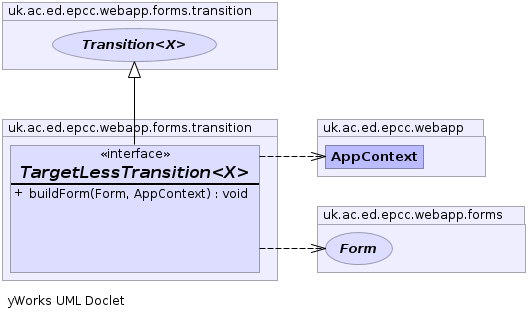 uk.ac.ed.epcc.webapp.forms.transition
Transition<X>
uk.ac.ed.epcc.webapp.forms.transition
«interface»
TargetLessTransition<X>
+ buildForm(Form, AppContext) : void
uk.ac.ed.epcc.webapp
AppContext
uk.ac.ed.epcc.webapp.forms
Form
yWorks UML Doclet